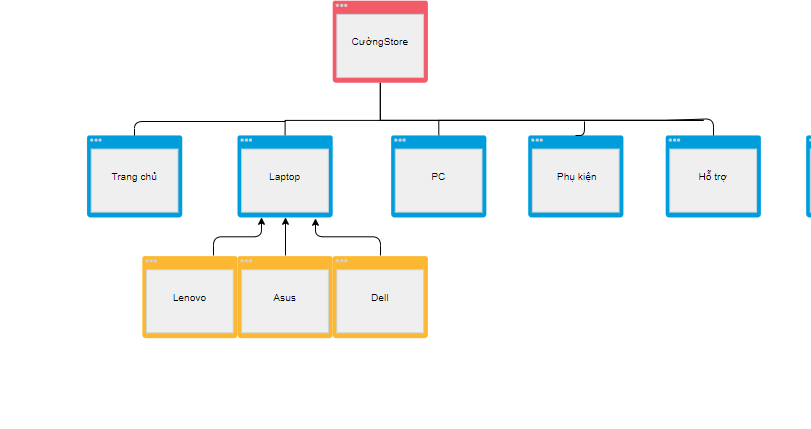 CườngStore
Trang chủ
Laptop
PC
Phụ kiện
Hỗ trợ
Lenovo
Asus
Dell